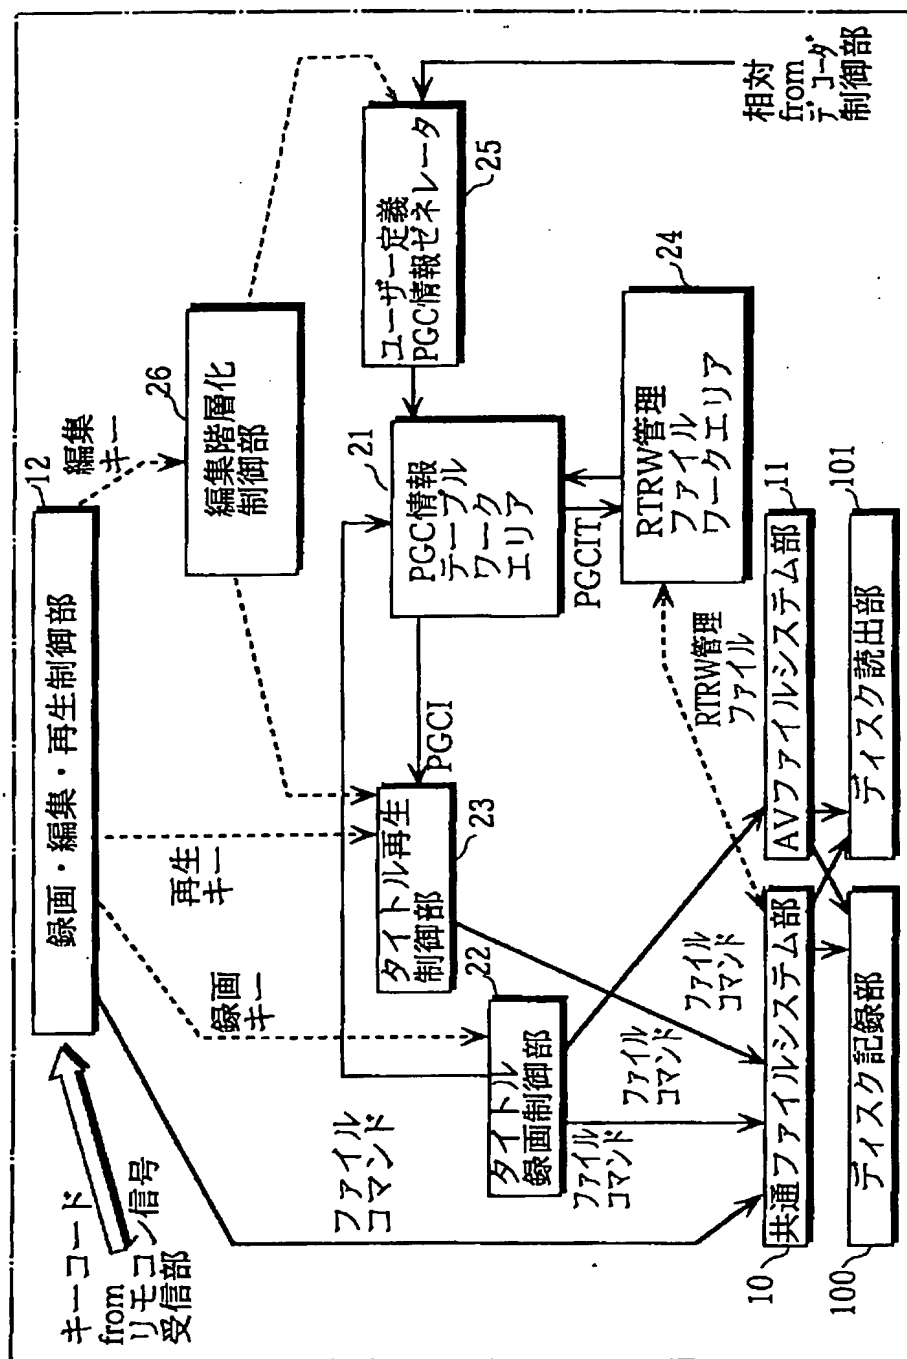 キーコード
from
リモコン信号
受信部
録画・編集・再生制御部
12
編集
キー
再生
キー
録画
キー
26
編集階層化
制御部
ファイル
コマンド
ユーザー定義
PGC情報ゼネレータ
25
相対
from
デコーダ
制御部
21
PGC情報
テーブル
ワーク
エリア
PGCI
PGCIT
タイトル再生
制御部
23
22
タイトル
録画制御部
24
RTRW管理
ファイル
ワークエリア
RTRW管理
ファイル
ファイル
コマンド
ファイル
コマンド
ファイル
コマンド
10
共通ファイルシステム部
AVファイルシステム部
11
100
ディスク記録部
ディスク読出部
101